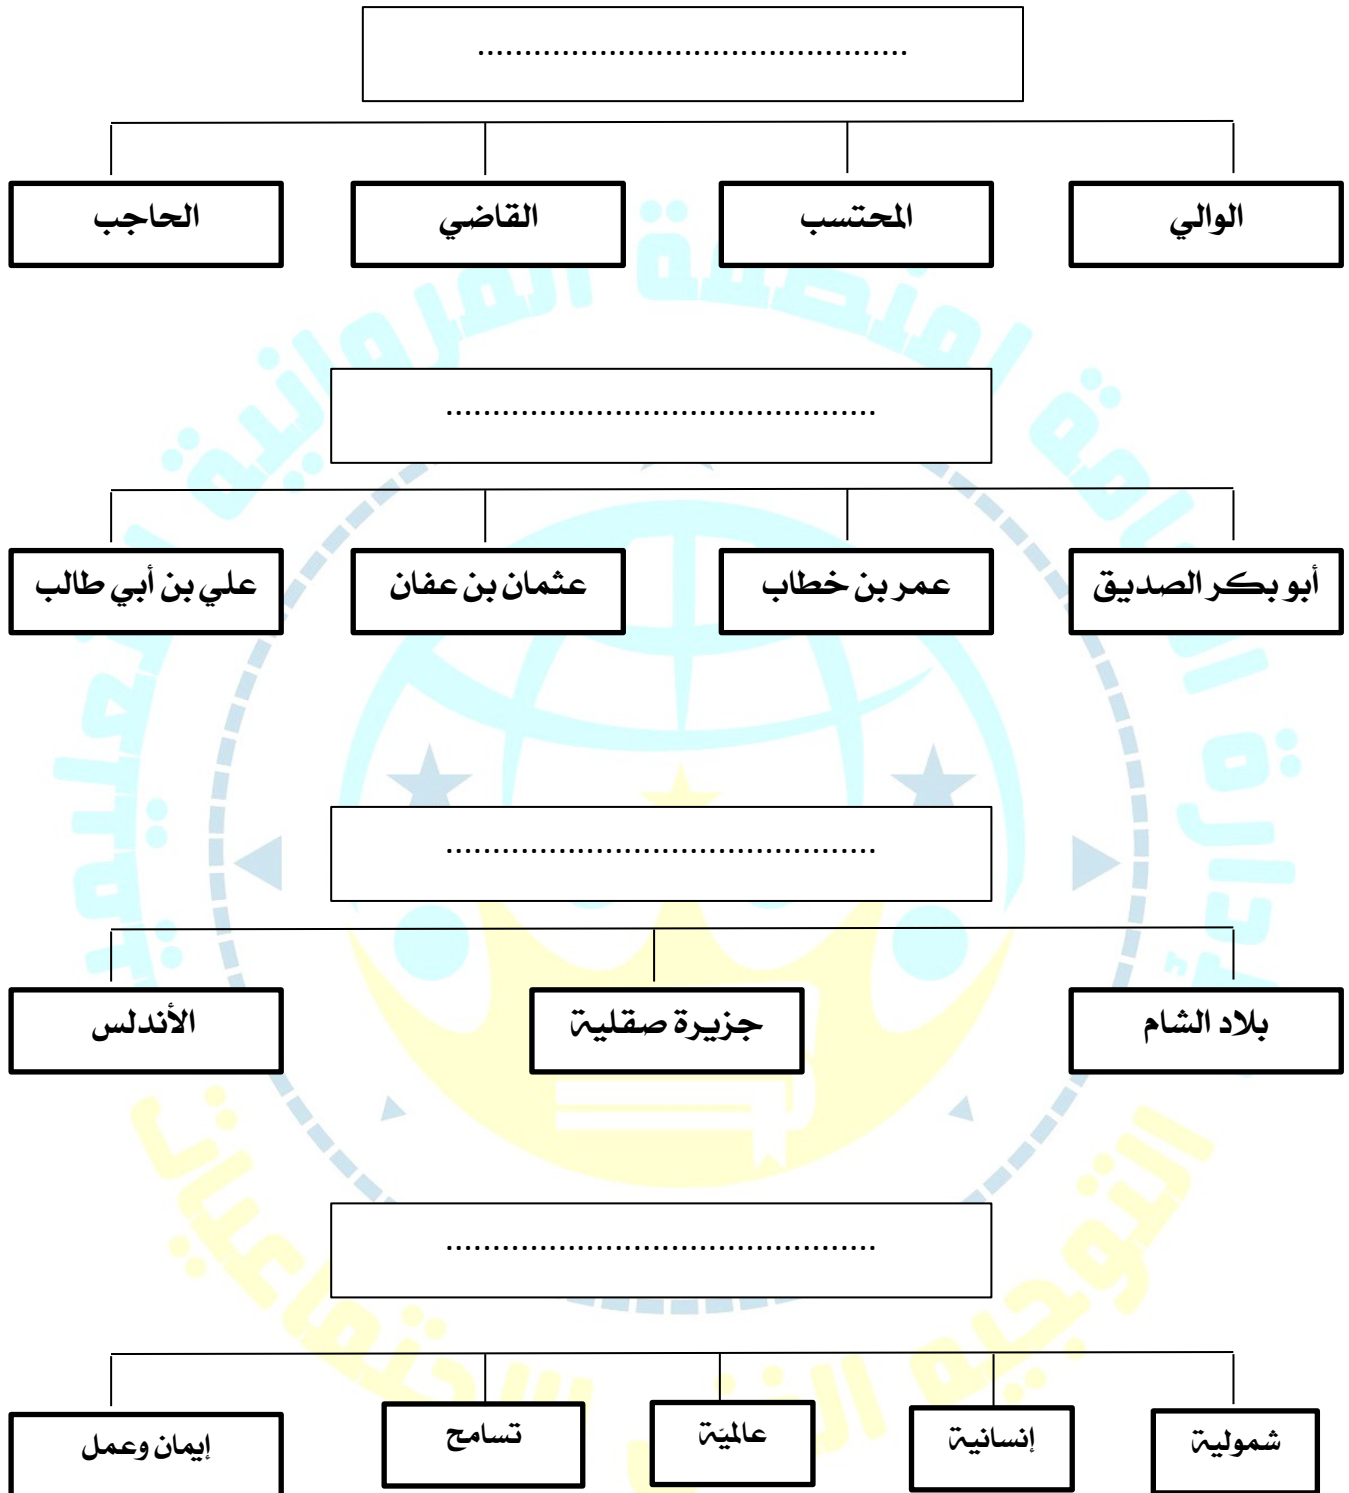 ............................................
الوالي
المحتسب
القاضي
الحاجب
............................................
أبو بكر الصديق
عمر بن خطاب
عثمان بن عفان
علي بن أبي طالب
............................................
بلاد الشام
جزيرة صقلية
الأندلس
............................................
شمولية
إنسانية
عالميّة
تسامح
إيمان وعمل